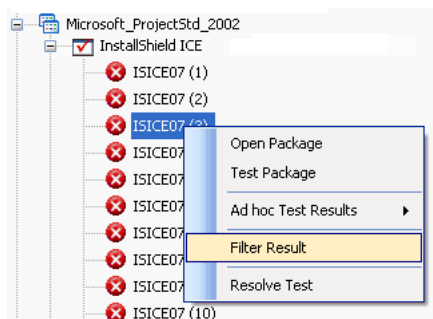 Microsoft_ProjectStd_2002
InstallShield ICE
ISICE07 (1)
ISICE07 (2)
ISICE07 (3)
ISICE07
ISICE07
ISICE07
ISICE07
ISICE07
ISICE07
ISICE07 (10)
Open Package
Test Package
Ad hoc Test Results
Filter Result
Resolve Test